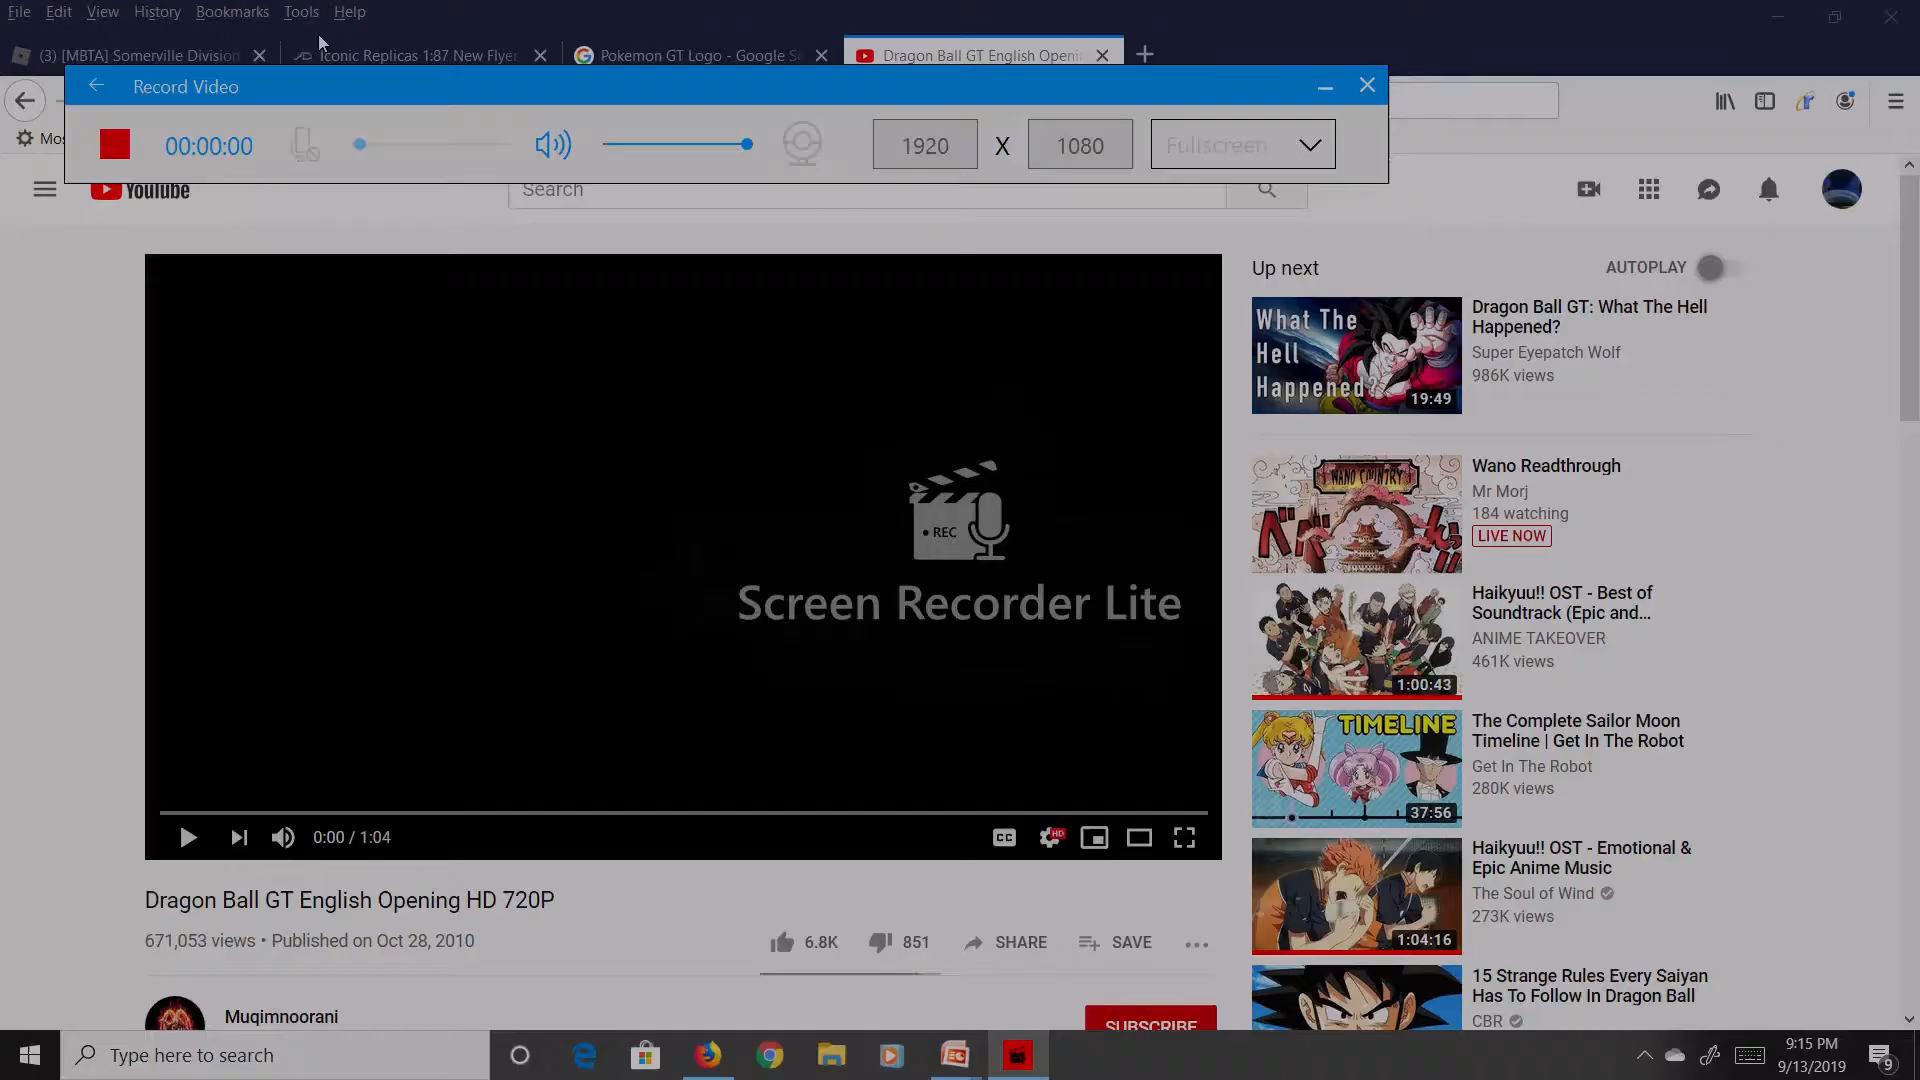 File Edit View History Bookmarks Tools Help
(3) [MBTA] Somerville Division
Iconic Replicas 1:87 New Flyer
Pokemon GT Logo - Google Se
Dragon Ball GT English Openin
Record Video
00:00:00
1920 X 1080 Fullscreen
Mos
YouTube
Search
REC
Screen Recorder Lite
0:00 / 1:04
CC
HD
Dragon Ball GT English Opening HD 720P
671,053 views • Published on Oct 28, 2010
6.8K 851 SHARE SAVE
Muqimnoorani
SUBSCRIBE
Up next
AUTOPLAY
What The
Hell
Happened?
19:49
Dragon Ball GT: What The Hell
Happened?
Super Eyepatch Wolf
986K views
WANO COUNTRY
Wano Readthrough
Mr Morj
184 watching
LIVE NOW
1:00:43
Haikyuu!! OST - Best of
Soundtrack (Epic and...
ANIME TAKEOVER
461K views
TIMELINE
37:56
The Complete Sailor Moon
Timeline | Get In The Robot
Get In The Robot
280K views
1:04:16
Haikyuu!! OST - Emotional &
Epic Anime Music
The Soul of Wind
273K views
15 Strange Rules Every Saiyan
Has To Follow In Dragon Ball
CBR
Type here to search
9:15 PM
9/13/2019
9